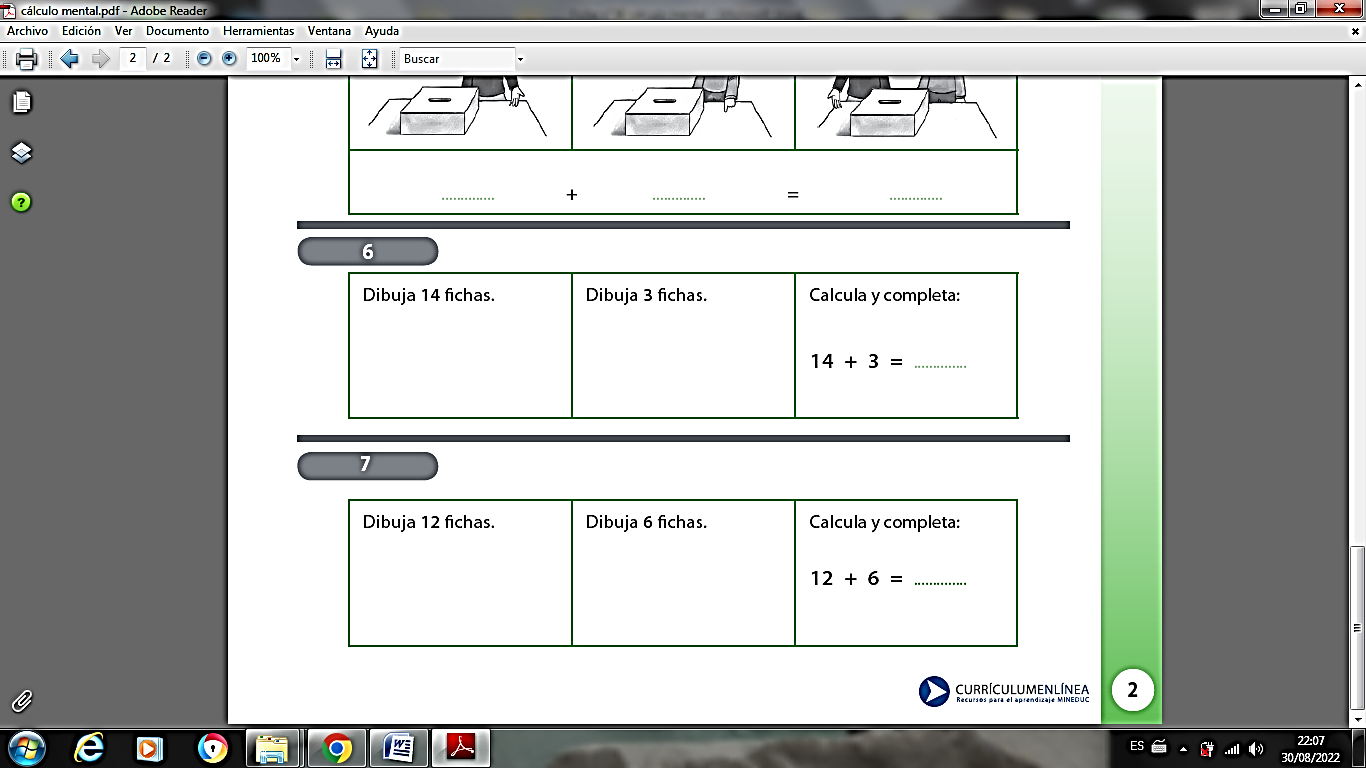 cálculo mental.pdf - Adobe Reader
Archivo Edición Ver Documento Herramientas Ventana Ayuda
2 / 2 100% Buscar
............. + ............. = .............
6
Dibuja 14 fichas. Dibuja 3 fichas. Calcula y completa:
14 + 3 = .............
7
Dibuja 12 fichas. Dibuja 6 fichas. Calcula y completa:
12 + 6 = .............
CURRÍCULUMENLÍNEA
Recursos para el aprendizaje MINEDUC
2
ES
22:07
30/08/2022